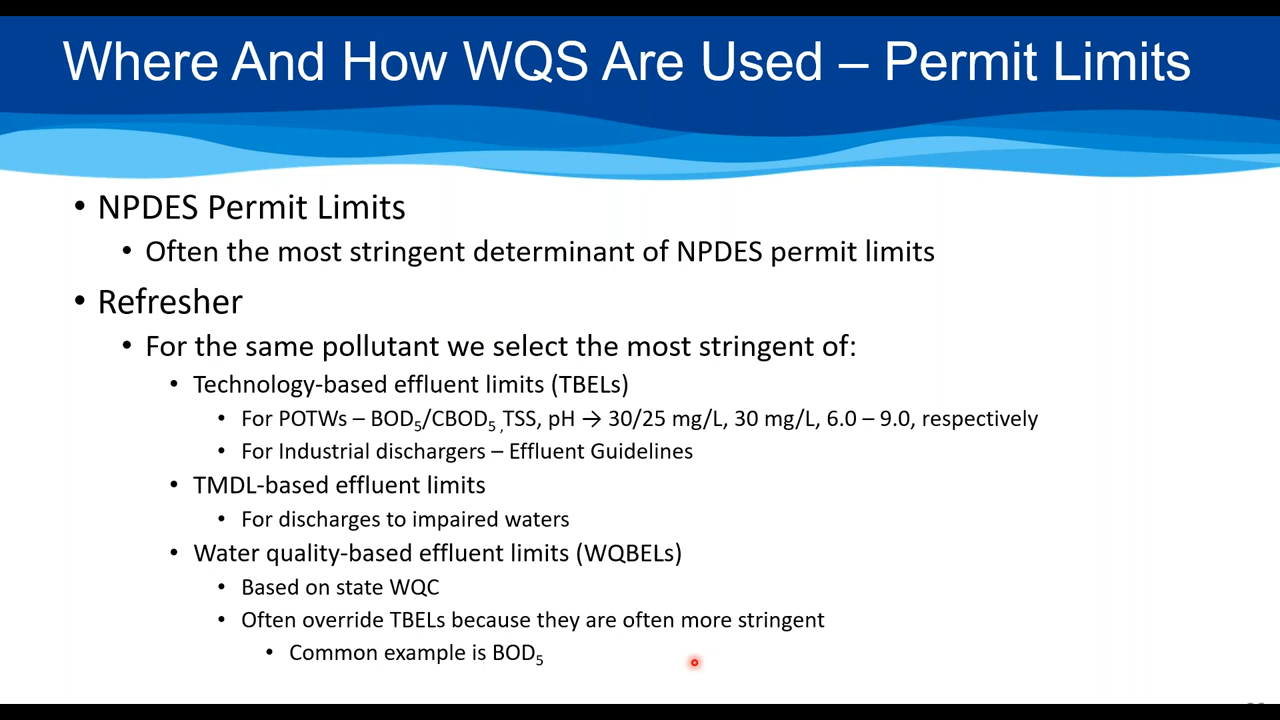 Where And How WQS Are Used – Permit Limits
• NPDES Permit Limits
• Often the most stringent determinant of NPDES permit limits
• Refresher
• For the same pollutant we select the most stringent of:
• Technology-based effluent limits (TBELs)
• For POTWs – BOD₅/CBOD₅ ,TSS, pH → 30/25 mg/L, 30 mg/L, 6.0 – 9.0, respectively
• For Industrial dischargers – Effluent Guidelines
• TMDL-based effluent limits
• For discharges to impaired waters
• Water quality-based effluent limits (WQBELs)
• Based on state WQC
• Often override TBELs because they are often more stringent
• Common example is BOD₅